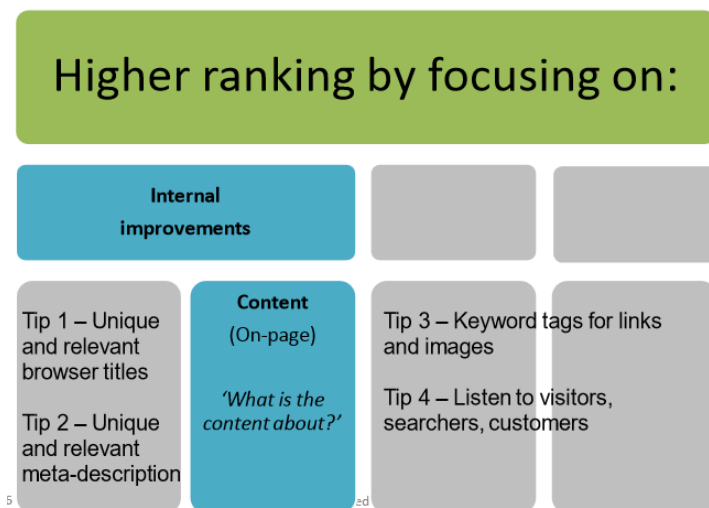 Higher ranking by focusing on:
Internal
improvements
Tip 1 – Unique
and relevant
browser titles
Tip 2 – Unique
and relevant
meta-description
Content
(On-page)
‘What is the
content about?’
Tip 3 – Keyword tags for links
and images
Tip 4 – Listen to visitors,
searchers, customers